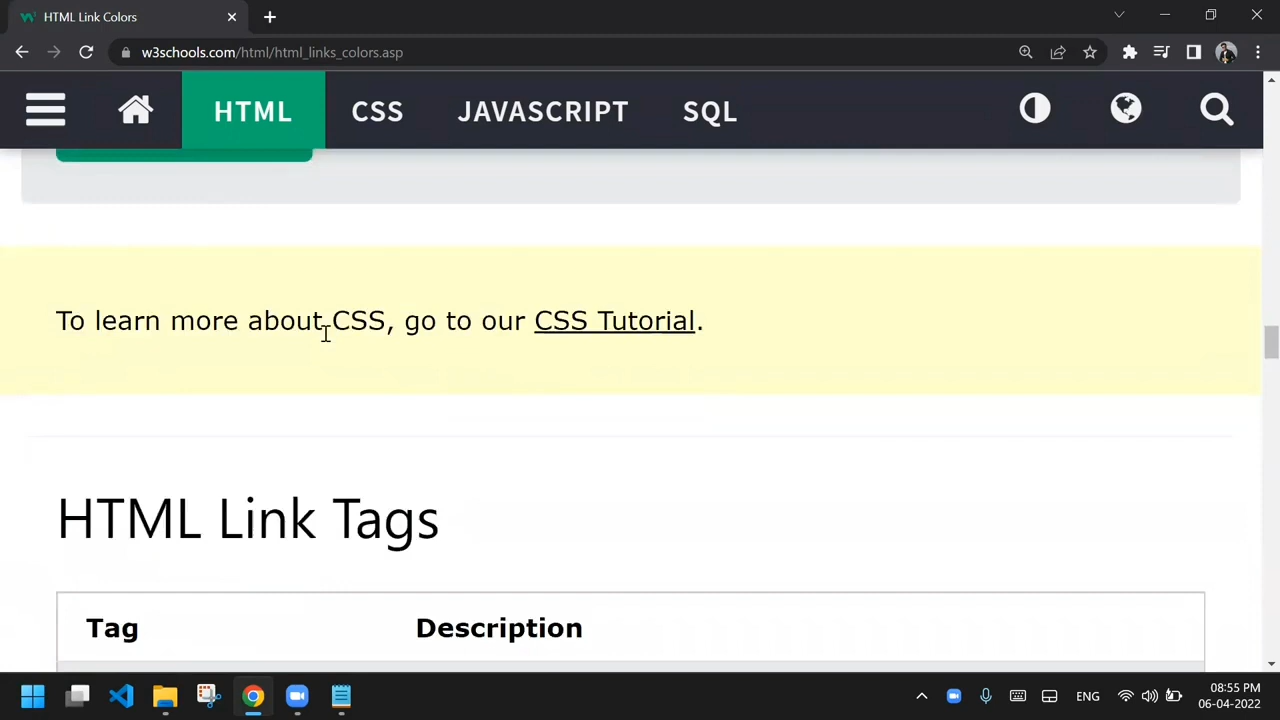 HTML Link Colors
w3schools.com/html/html_links_colors.asp
HTML CSS JAVASCRIPT SQL
To learn more about CSS, go to our CSS Tutorial.
HTML Link Tags
Tag Description
ENG
08:55 PM
06-04-2022